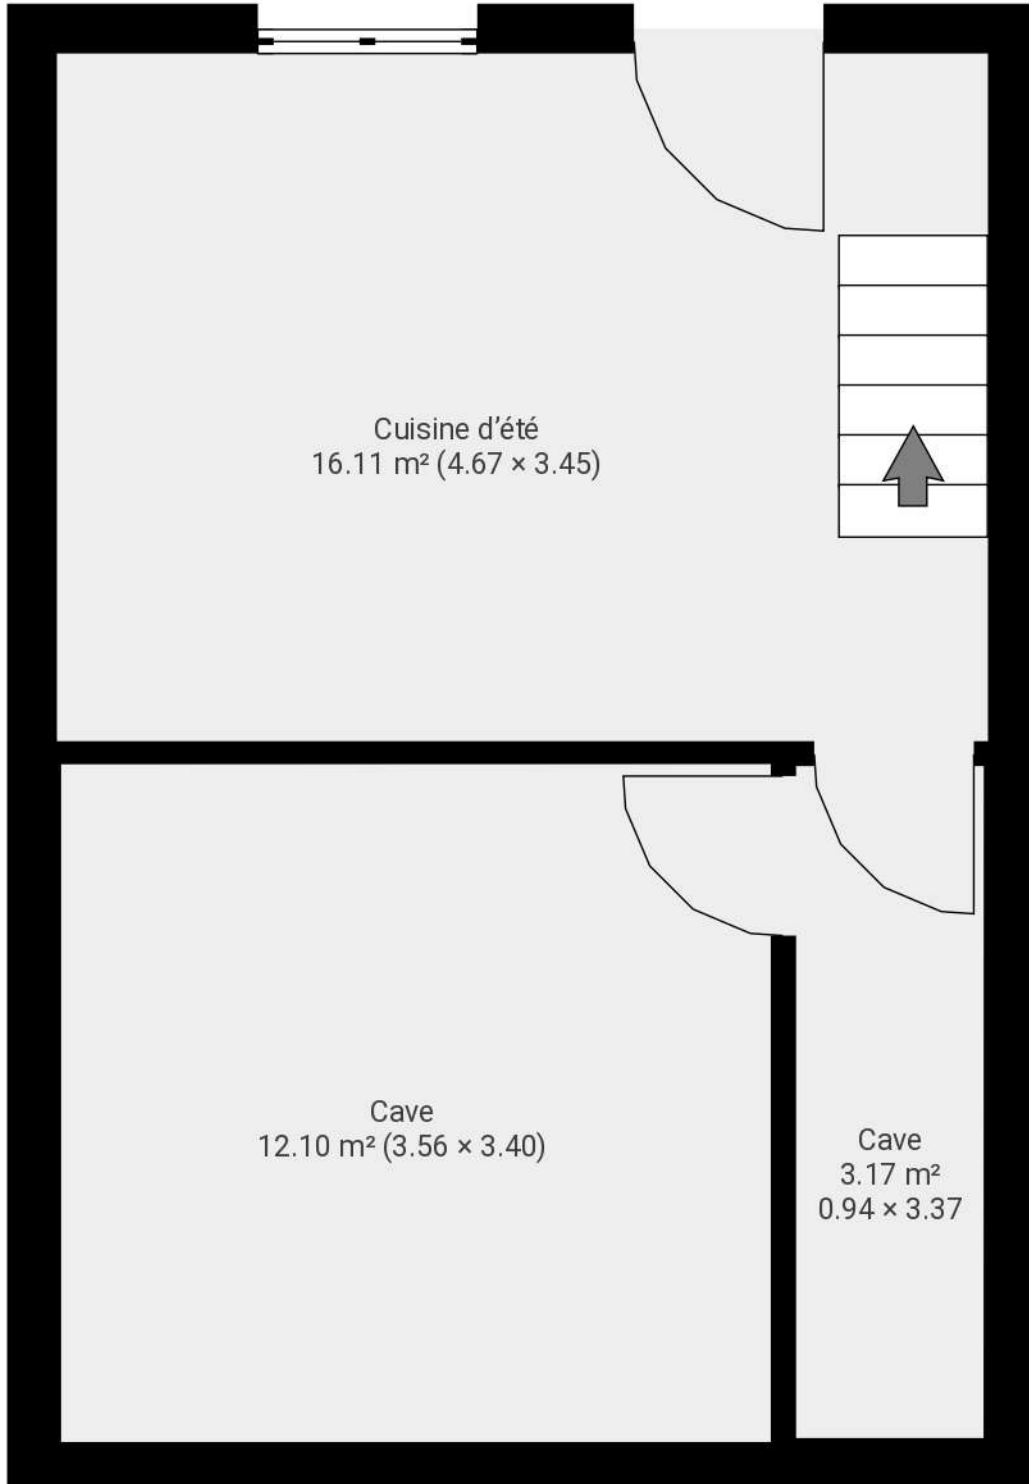 Cuisine d'été
16.11 m² (4.67 × 3.45)
Cave
12.10 m² (3.56 × 3.40)
Cave
3.17 m²
0.94 × 3.37